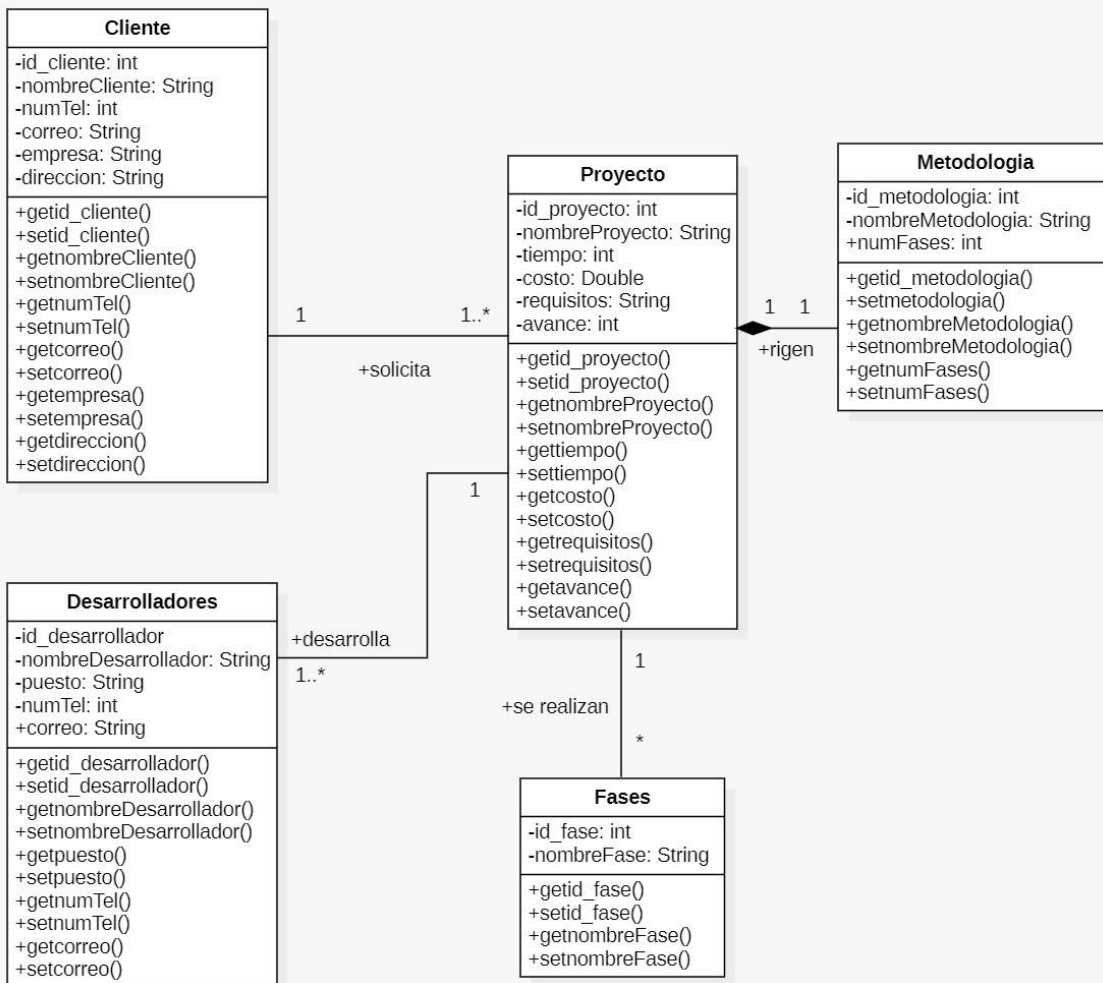 Cliente
-id_cliente: int
-nombreCliente: String
-numTel: int
-correo: String
-empresa: String
-direccion: String
+getid_cliente()
+setid_cliente()
+getnombreCliente()
+setnombreCliente()
+getnumTel()
+setnumTel()
+getcorreo()
+setcorreo()
+getempresa()
+setempresa()
+getdireccion()
+setdireccion()
1
1..*
+solicita
Proyecto
-id_proyecto: int
-nombreProyecto: String
-tiempo: int
-costo: Double
-requisitos: String
-avance: int
+getid_proyecto()
+setid_proyecto()
+getnombreProyecto()
+setnombreProyecto()
+gettiempo()
+settiempo()
+getcosto()
+setcosto()
+getrequisitos()
+setrequisitos()
+getavance()
+setavance()
1
1
+rigen
Metodologia
-id_metodologia: int
-nombreMetodologia: String
+numFases: int
+getid_metodologia()
+setmetodologia()
+getnombreMetodologia()
+setnombreMetodologia()
+getnumFases()
+setnumFases()
1
+desarrolla
1..*
Desarrolladores
-id_desarrollador
-nombreDesarrollador: String
-puesto: String
-numTel: int
+correo: String
+getid_desarrollador()
+setid_desarrollador()
+getnombreDesarrollador()
+setnombreDesarrollador()
+getpuesto()
+setpuesto()
+getnumTel()
+setnumTel()
+getcorreo()
+setcorreo()
1
+se realizan
*
Fases
-id_fase: int
-nombreFase: String
+getid_fase()
+setid_fase()
+getnombreFase()
+setnombreFase()